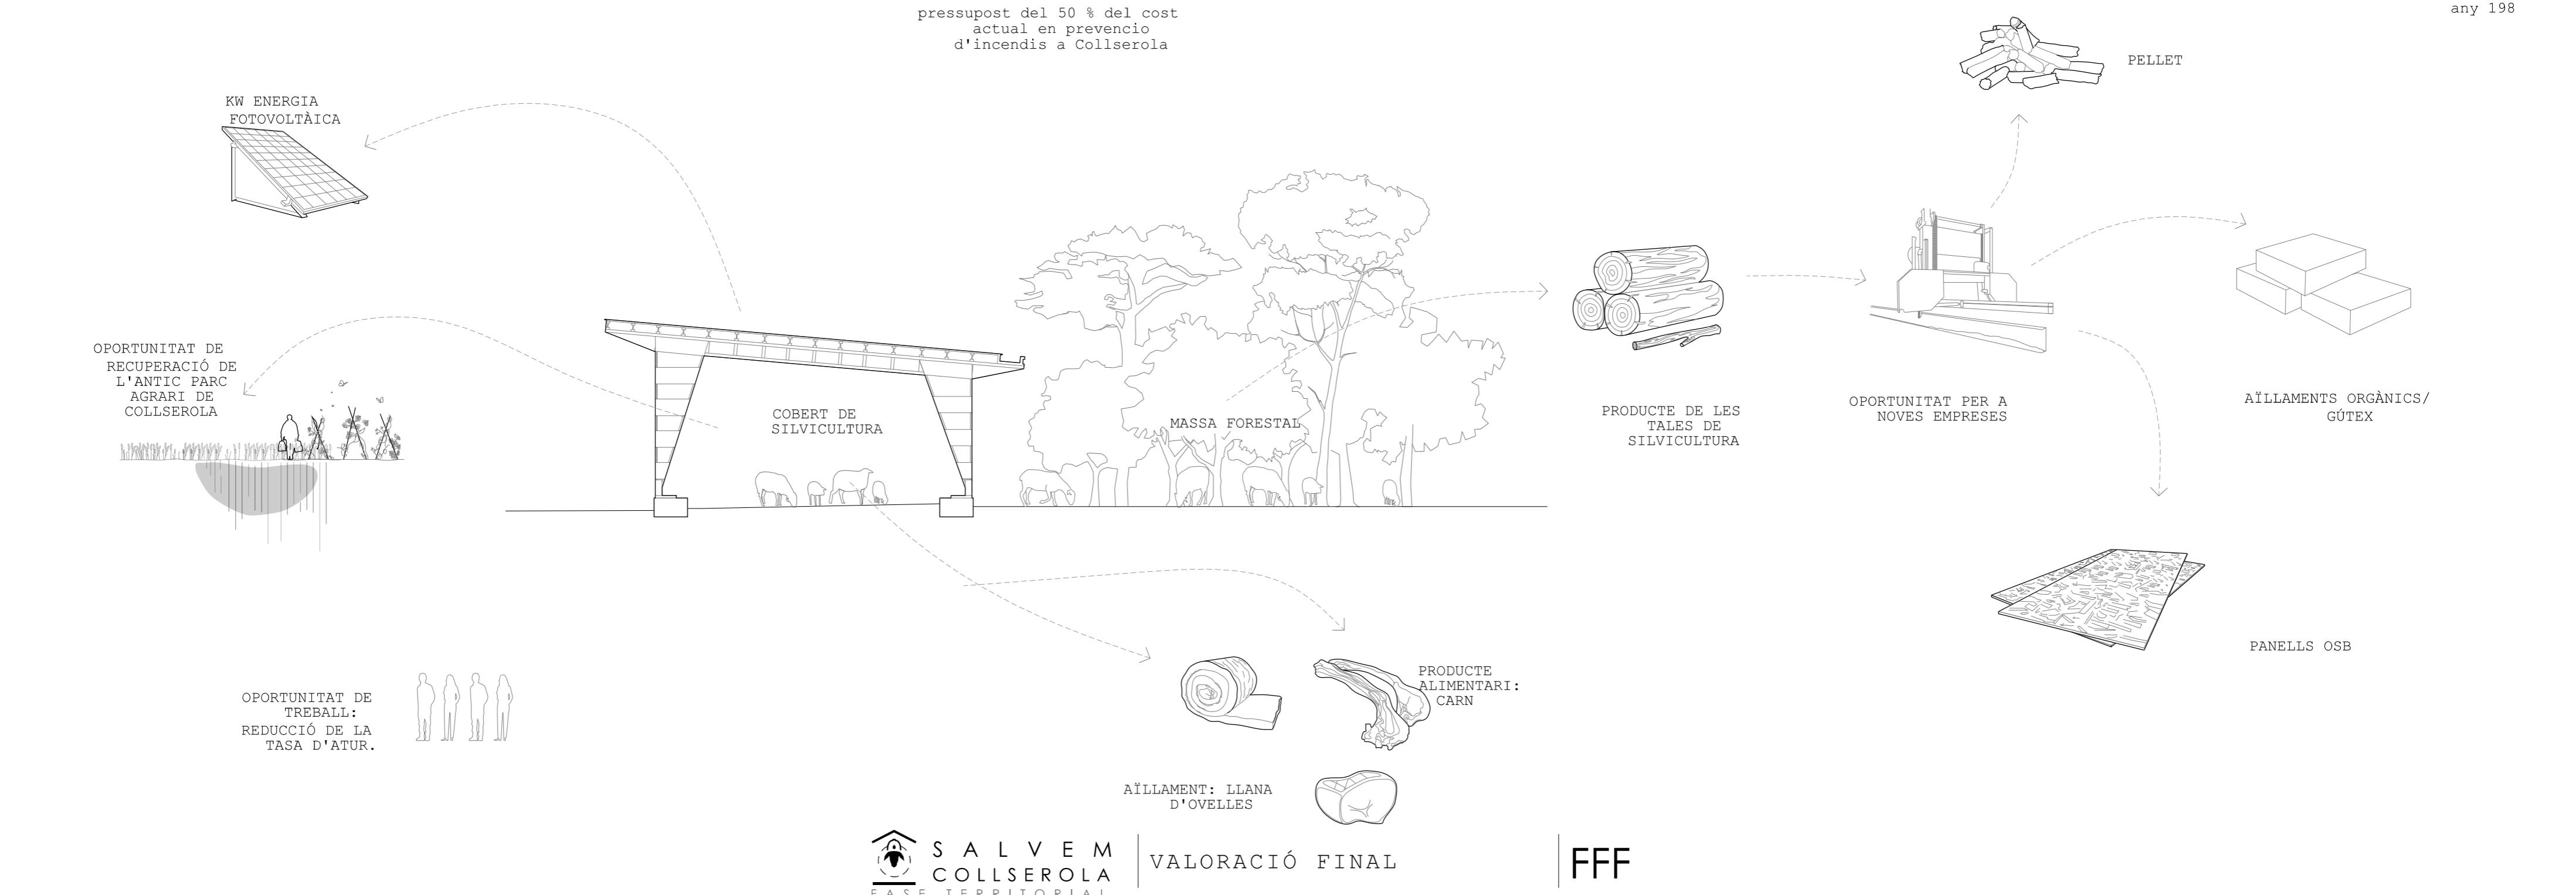 pressupost del 50 % del cost
actual en prevencio
d'incendis a Collserola
any 198
PELLET
KW ENERGIA
FOTOVOLTÀICA
OPORTUNITAT DE
RECUPERACIÓ DE
L'ANTIC PARC
AGRARI DE
COLLSEROLA
COBERT DE
SILVICULTURA
MASSA FORESTAL
PRODUCTE DE LES
TALES DE
SILVICULTURA
OPORTUNITAT PER A
NOVES EMPRESES
AÏLLAMENTS ORGÀNICS/
GÚTEX
PANELLS OSB
OPORTUNITAT DE
TREBALL:
REDUCCIÓ DE LA
TASA D'ATUR.
PRODUCTE
ALIMENTARI:
CARN
AÏLLAMENT: LLANA
D'OVELLES
SALVEM
COLLSEROLA
FASE TERRITORIAL
VALORACIÓ FINAL
FFF